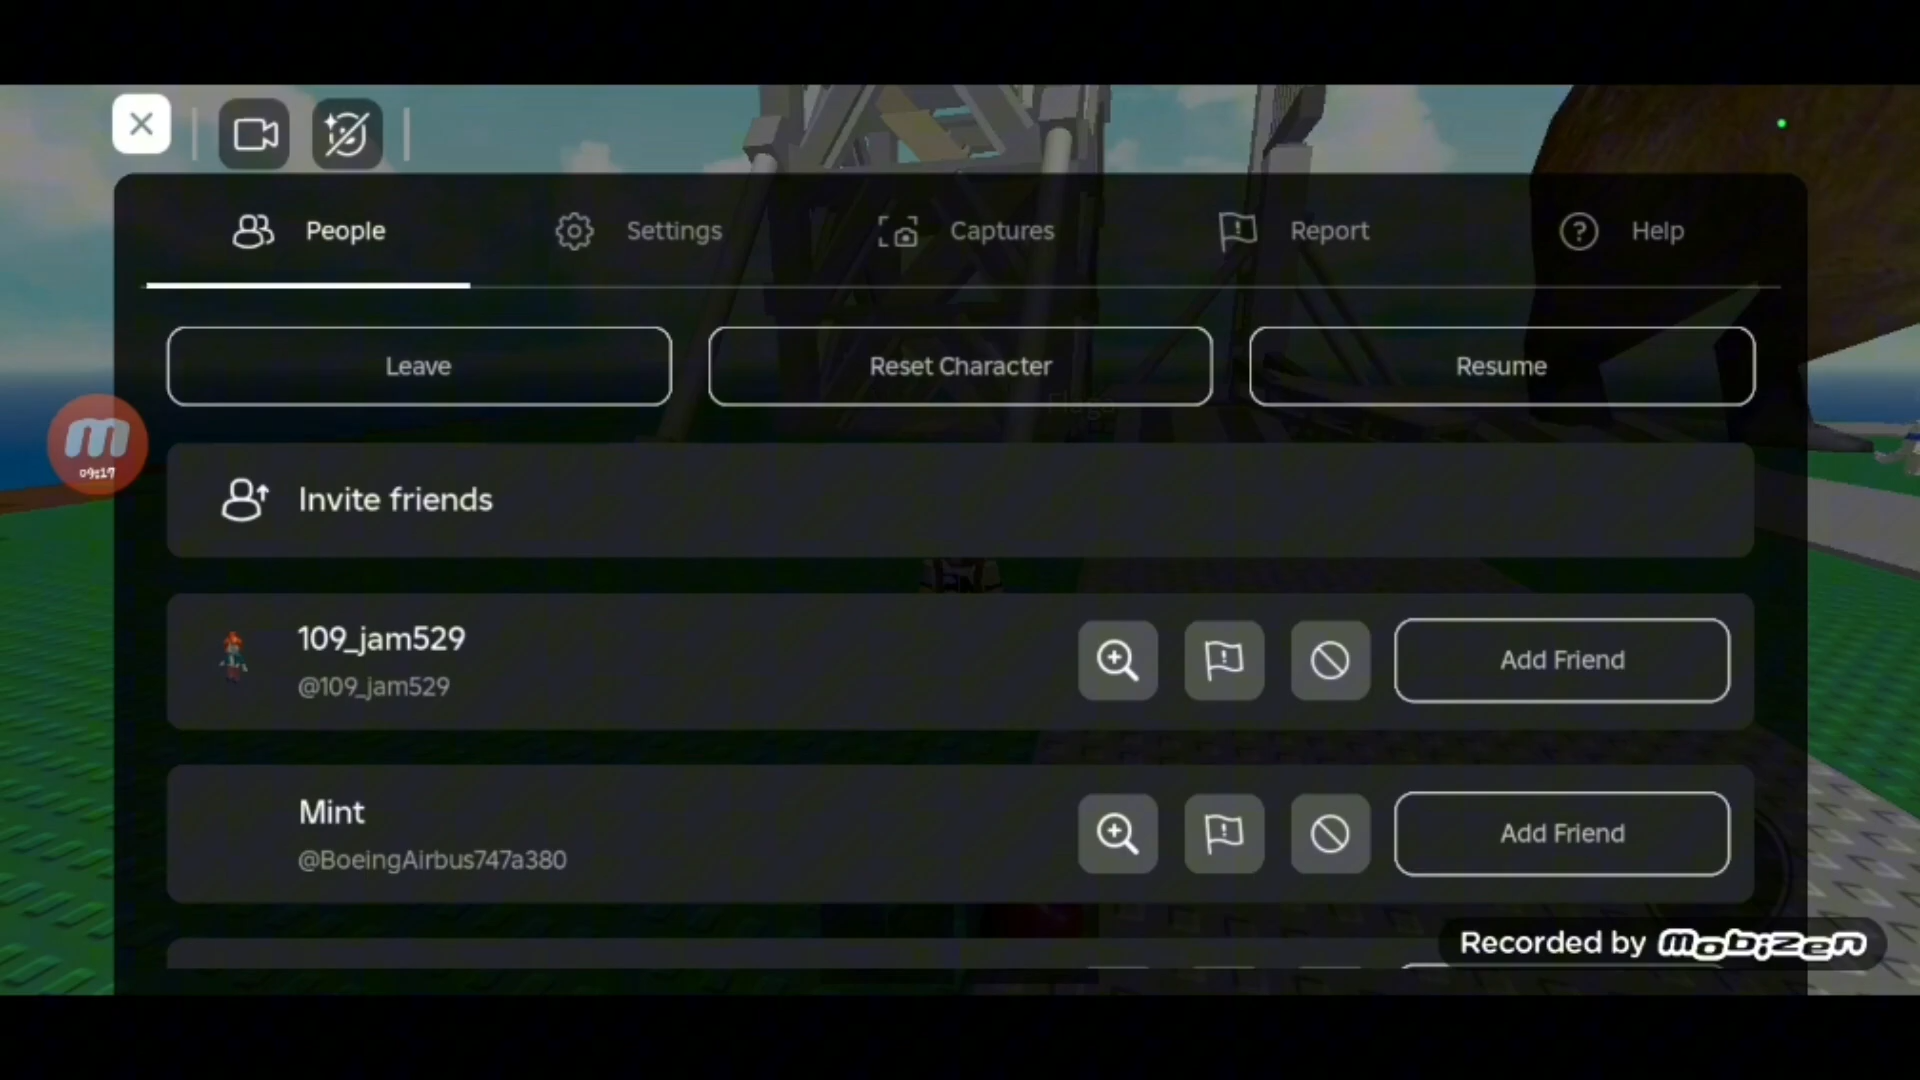 People
Settings
Captures
Report
Help
Leave
Reset Character
Resume
09:17
Invite friends
109_jam529
@109_jam529
Add Friend
Mint
@BoeingAirbus747a380
Add Friend
Recorded by mobizen